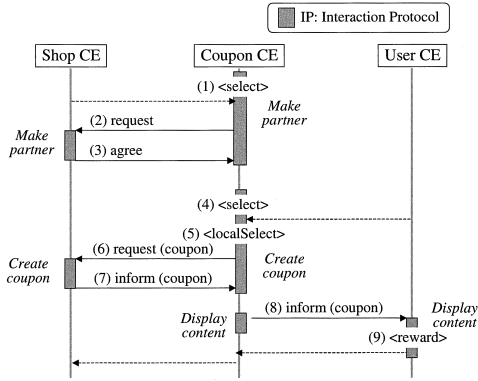 IP: Interaction Protocol
Shop CE
Coupon CE
User CE
(1) <select>
Make
partner
(2) request
Make
partner
(3) agree
(4) <select>
(5) <localSelect>
(6) request (coupon)
Create
coupon
Create
coupon
(7) inform (coupon)
(8) inform (coupon)
Display
content
Display
content
(9) <reward>